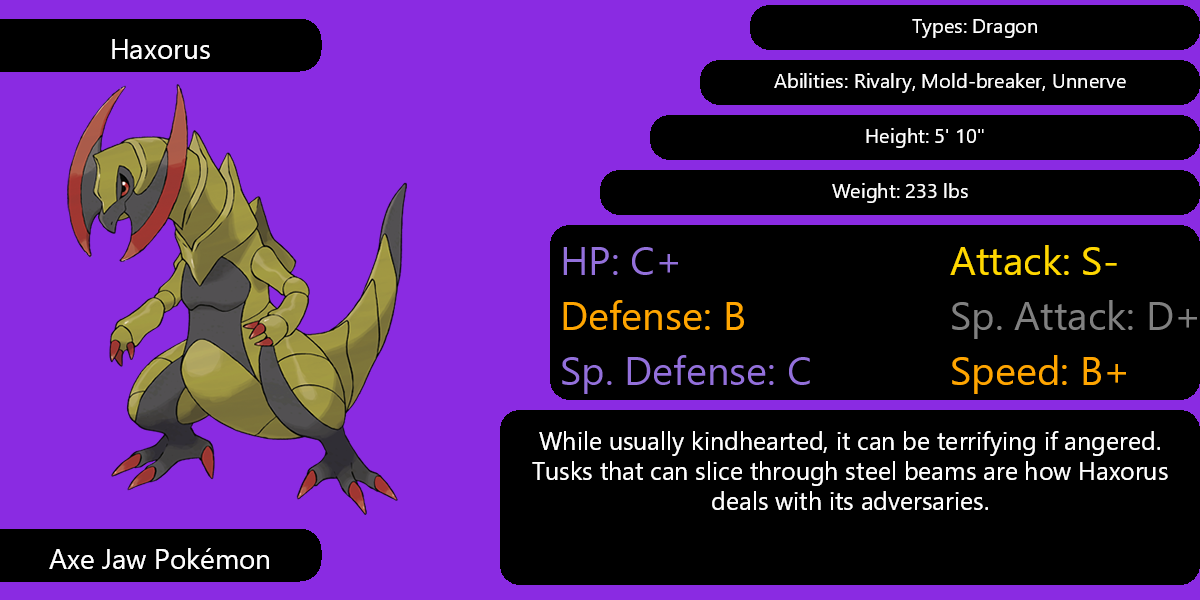 Haxorus
Types: Dragon
Abilities: Rivalry, Mold-breaker, Unnerve
Height: 5' 10"
Weight: 233 lbs
HP: C+
Attack: S-
Defense: B
Sp. Attack: D+
Sp. Defense: C
Speed: B+
While usually kindhearted, it can be terrifying if angered.
Tusks that can slice through steel beams are how Haxorus
deals with its adversaries.
Axe Jaw Pokémon